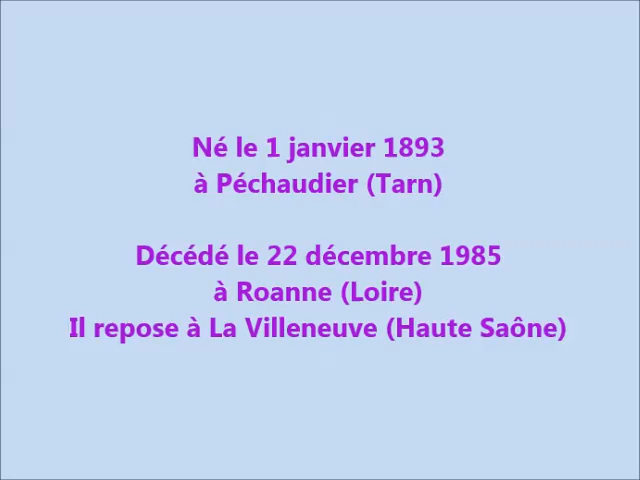 Né le 1 janvier 1893
à Péchaudier (Tarn)
Décédé le 22 décembre 1985
à Roanne (Loire)
Il repose à La Villeneuve (Haute Saône)